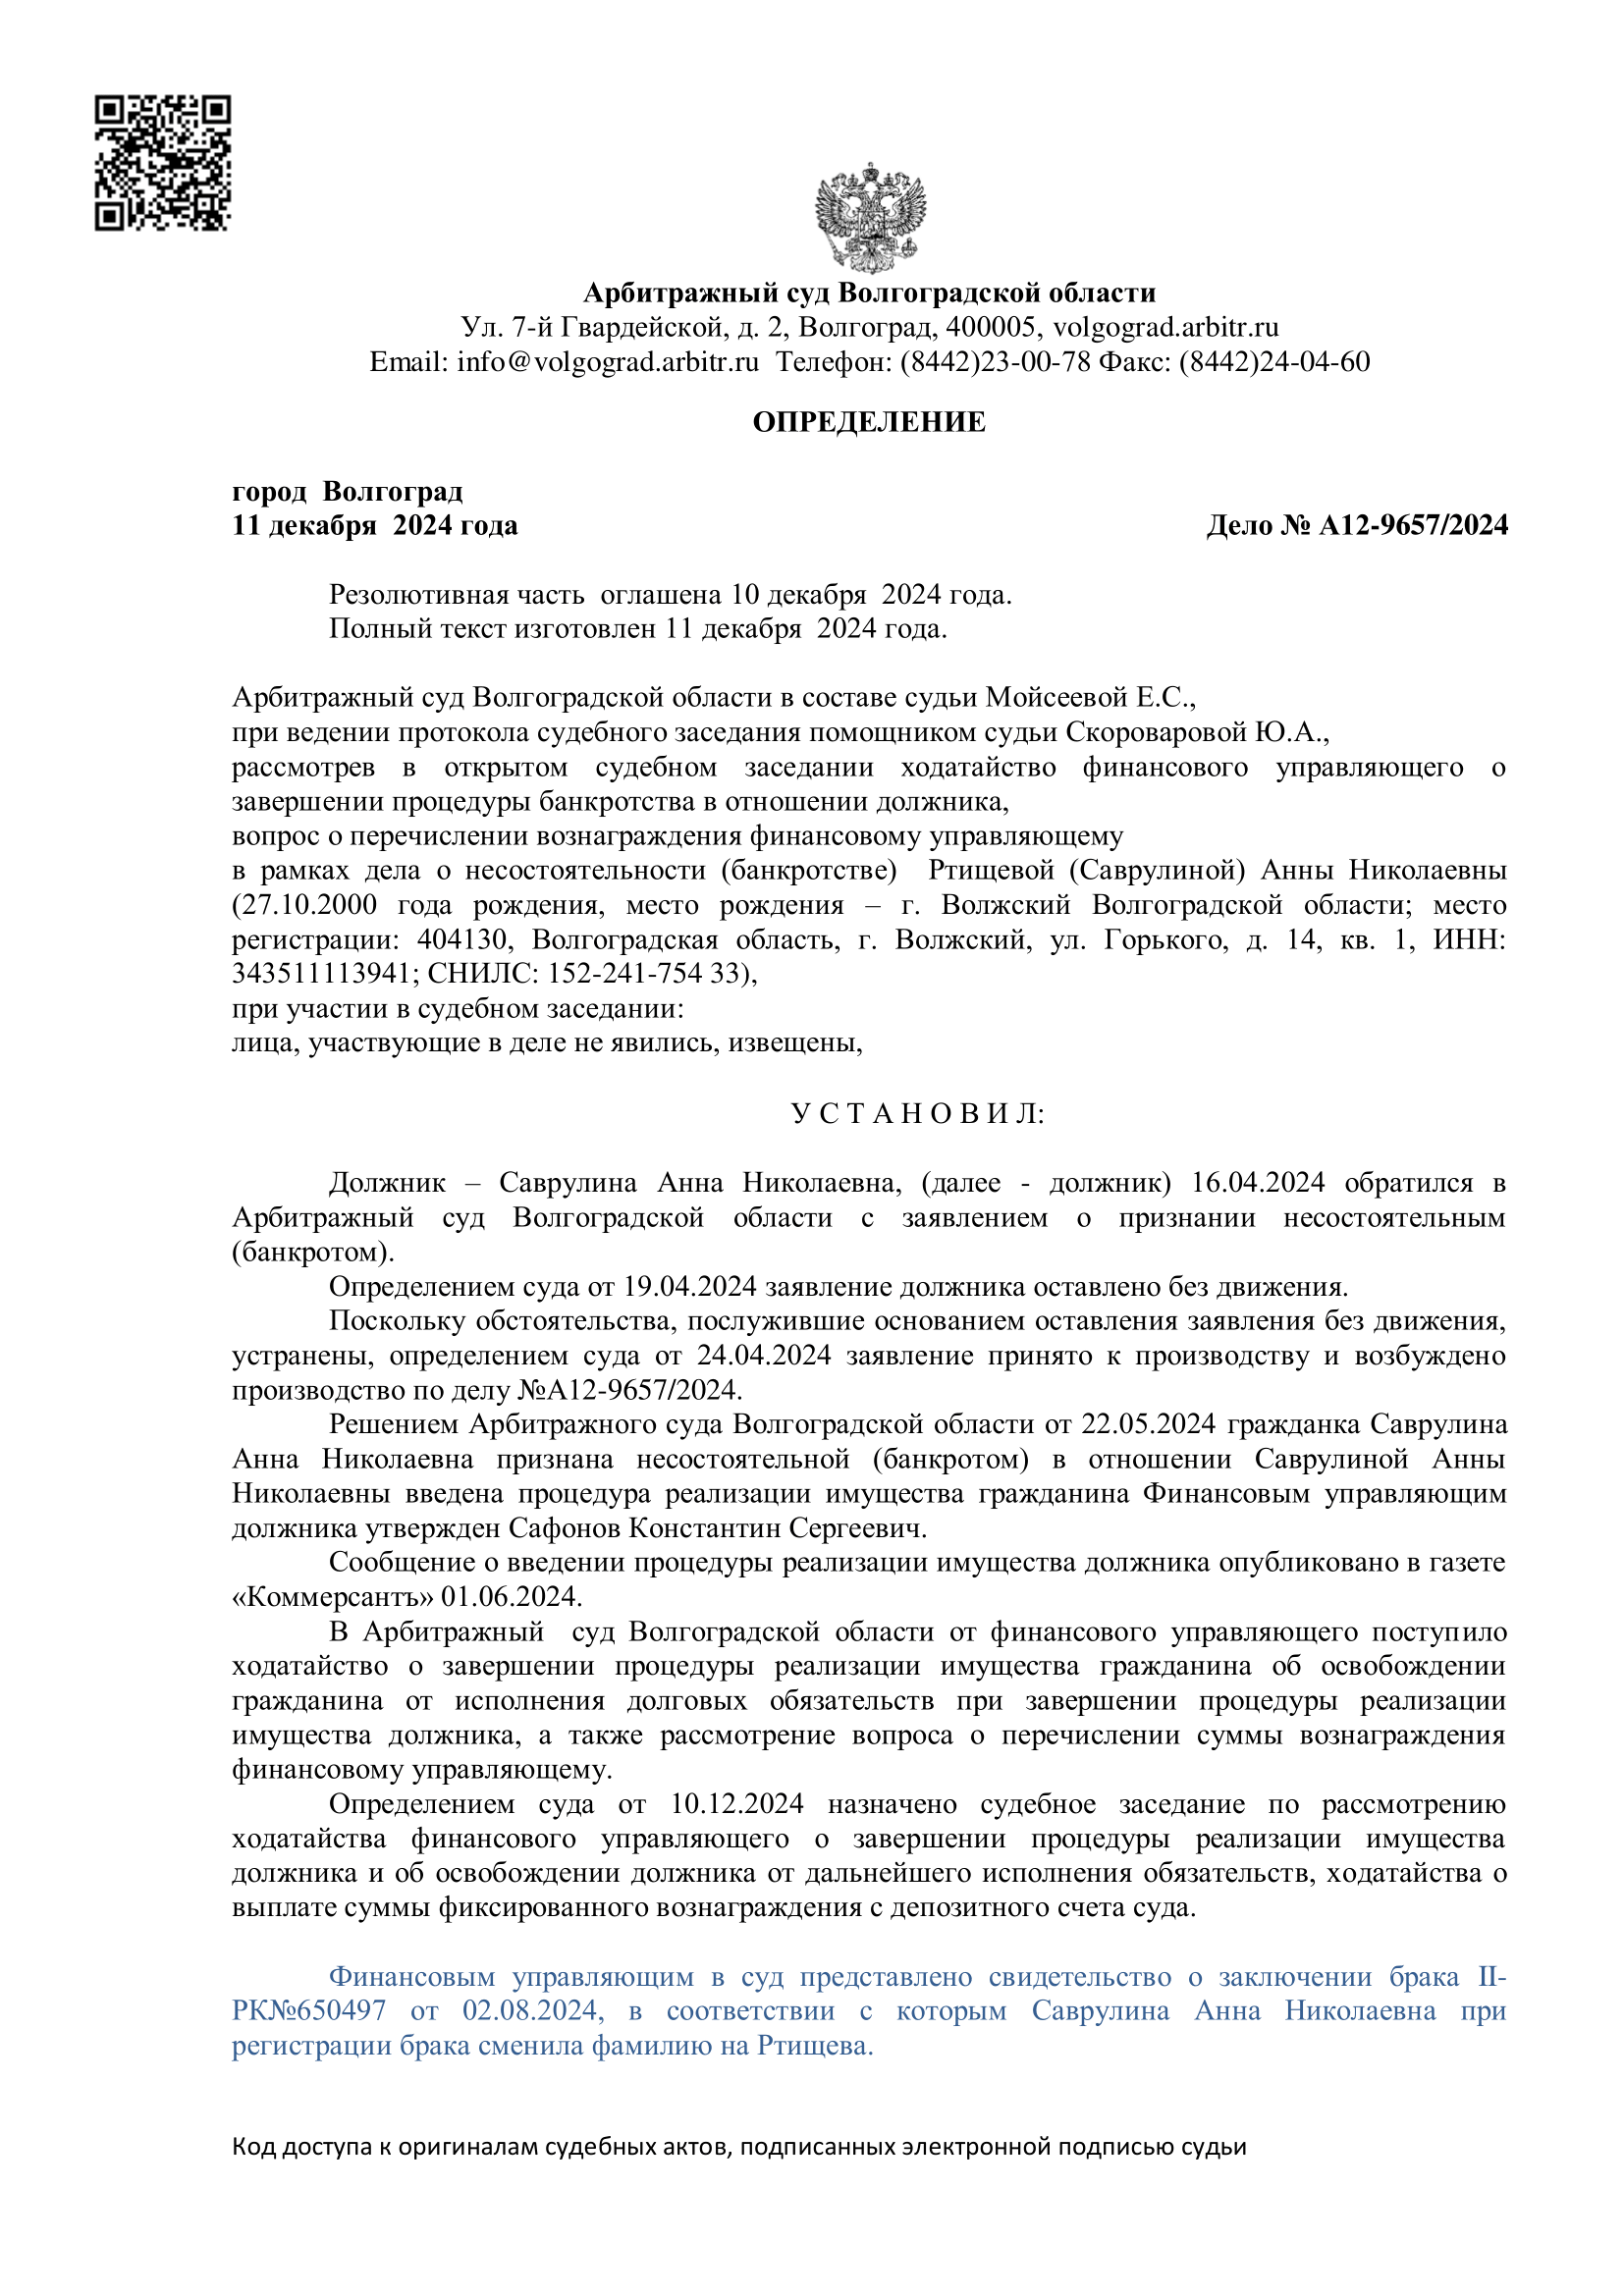 Арбитражный суд Волгоградской области
Ул. 7-й Гвардейской, д. 2, Волгоград, 400005, volgograd.arbitr.ru
Email: info@volgograd.arbitr.ru Телефон: (8442)23-00-78 Факс: (8442)24-04-60
ОПРЕДЕЛЕНИЕ
город Волгоград
11 декабря 2024 года Дело № А12-9657/2024
Резолютивная часть оглашена 10 декабря 2024 года.
Полный текст изготовлен 11 декабря 2024 года.
Арбитражный суд Волгоградской области в составе судьи Мойсеевой Е.С.,
при ведении протокола судебного заседания помощником судьи Скороваровой Ю.А.,
рассмотрев в открытом судебном заседании ходатайство финансового управляющего о
завершении процедуры банкротства в отношении должника,
вопрос о перечислении вознаграждения финансовому управляющему
в рамках дела о несостоятельности (банкротстве) Ртищевой (Саврулиной) Анны Николаевны
(27.10.2000 года рождения, место рождения – г. Волжский Волгоградской области; место
регистрации: 404130, Волгоградская область, г. Волжский, ул. Горького, д. 14, кв. 1, ИНН:
343511113941; СНИЛС: 152-241-754 33),
при участии в судебном заседании:
лица, участвующие в деле не явились, извещены,
У С Т А Н О В И Л:
Должник – Саврулина Анна Николаевна, (далее - должник) 16.04.2024 обратился в
Арбитражный суд Волгоградской области с заявлением о признании несостоятельным
(банкротом).
Определением суда от 19.04.2024 заявление должника оставлено без движения.
Поскольку обстоятельства, послужившие основанием оставления заявления без движения,
устранены, определением суда от 24.04.2024 заявление принято к производству и возбуждено
производство по делу №А12-9657/2024.
Решением Арбитражного суда Волгоградской области от 22.05.2024 гражданка Саврулина
Анна Николаевна признана несостоятельной (банкротом) в отношении Саврулиной Анны
Николаевны введена процедура реализации имущества гражданина Финансовым управляющим
должника утвержден Сафонов Константин Сергеевич.
Сообщение о введении процедуры реализации имущества должника опубликовано в газете
«Коммерсантъ» 01.06.2024.
В Арбитражный суд Волгоградской области от финансового управляющего поступило
ходатайство о завершении процедуры реализации имущества гражданина об освобождении
гражданина от исполнения долговых обязательств при завершении процедуры реализации
имущества должника, а также рассмотрение вопроса о перечислении суммы вознаграждения
финансовому управляющему.
Определением суда от 10.12.2024 назначено судебное заседание по рассмотрению
ходатайства финансового управляющего о завершении процедуры реализации имущества
должника и об освобождении должника от дальнейшего исполнения обязательств, ходатайства о
выплате суммы фиксированного вознаграждения с депозитного счета суда.
Финансовым управляющим в суд представлено свидетельство о заключении брака II-
РК№650497 от 02.08.2024, в соответствии с которым Саврулина Анна Николаевна при
регистрации брака сменила фамилию на Ртищева.
Код доступа к оригиналам судебных актов, подписанных электронной подписью судьи